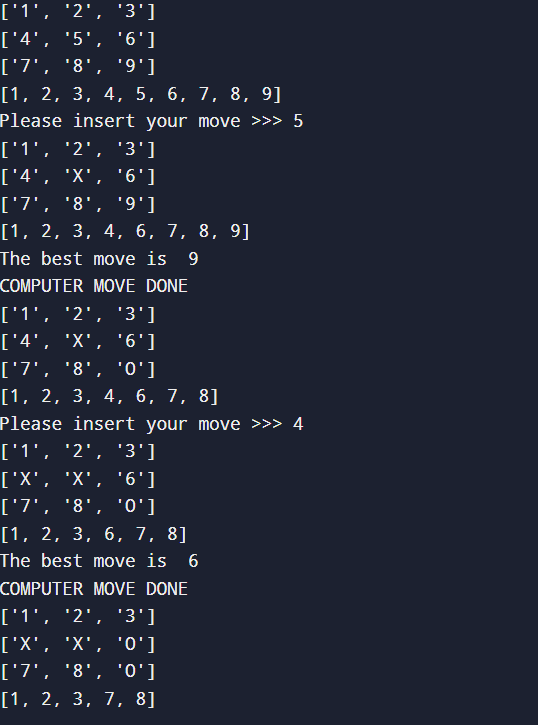 ['1', '2', '3']
['4', '5', '6']
['7', '8', '9']
[1, 2, 3, 4, 5, 6, 7, 8, 9]
Please insert your move >>> 5
['1', '2', '3']
['4', 'X', '6']
['7', '8', '9']
[1, 2, 3, 4, 6, 7, 8, 9]
The best move is  9
COMPUTER MOVE DONE
['1', '2', '3']
['4', 'X', '6']
['7', '8', 'O']
[1, 2, 3, 4, 6, 7, 8]
Please insert your move >>> 4
['1', '2', '3']
['X', 'X', '6']
['7', '8', 'O']
[1, 2, 3, 6, 7, 8]
The best move is  6
COMPUTER MOVE DONE
['1', '2', '3']
['X', 'X', 'O']
['7', '8', 'O']
[1, 2, 3, 7, 8]